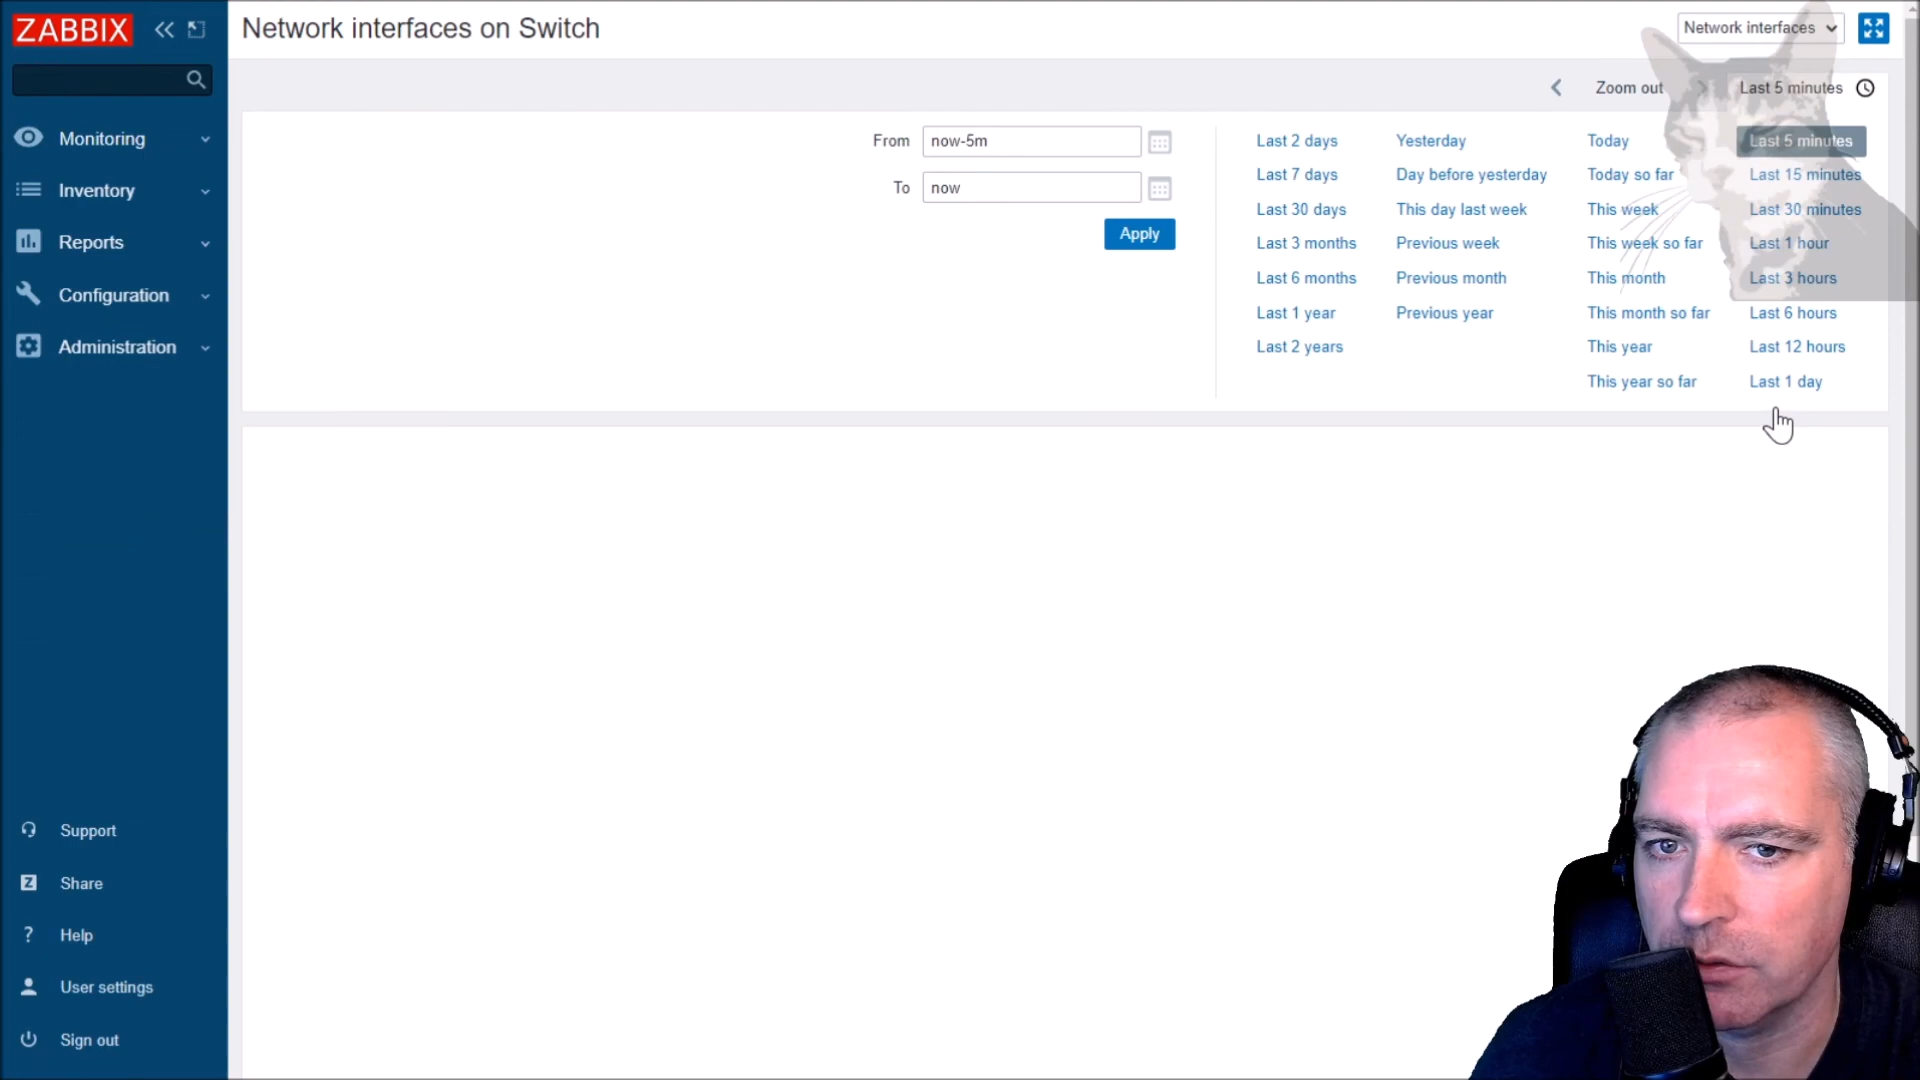 ZABBIX
Network interfaces on Switch
Network interfaces
Zoom out
Last 5 minutes
Monitoring
Inventory
Reports
Configuration
Administration
Support
Share
Help
User settings
Sign out
From
now-5m
To
now
Apply
Last 2 days
Last 7 days
Last 30 days
Last 3 months
Last 6 months
Last 1 year
Last 2 years
Yesterday
Day before yesterday
This day last week
Previous week
Previous month
Previous year
Today
Today so far
This week
This week so far
This month
This month so far
This year
This year so far
Last 5 minutes
Last 15 minutes
Last 30 minutes
Last 1 hour
Last 3 hours
Last 6 hours
Last 12 hours
Last 1 day